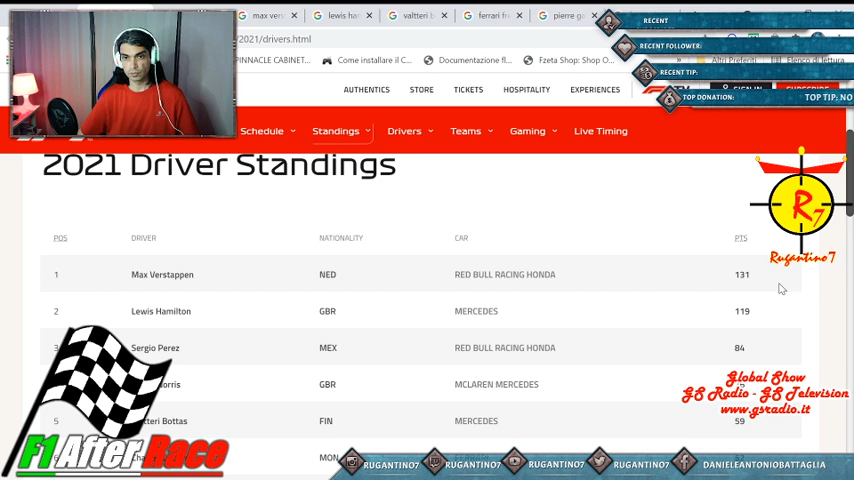 max vers
lewis ha
valtteri b
ferrari fr
pierre ga
RECENT
/2021/drivers.html
RECENT FOLLOWER:
PINNACLE CABINET...
Come installare il C...
Documentazione fl...
Fzeta Shop: Shop O...
Altri Preferiti
Elenco di lettura
RECENT TIP:
AUTHENTICS
STORE
TICKETS
HOSPITALITY
EXPERIENCES
TOP DONATION:
TOP TIP: NO
Schedule
Standings
Drivers
Teams
Gaming
Live Timing
2021 Driver Standings
R7
Rugantino7
POS DRIVER NATIONALITY CAR PTS
1 Max Verstappen NED RED BULL RACING HONDA 131
2 Lewis Hamilton GBR MERCEDES 119
Sergio Perez MEX RED BULL RACING HONDA 84
orris GBR MCLAREN MERCEDES
Global Show
GS Radio - GS Television
www.gsradio.it
5 tteri Bottas FIN MERCEDES 59
F1 After Race
RUGANTINO7
RUGANTINO7
RUGANTINO7
RUGANTINO7
DANIELEANTONIOBATTAGLIA